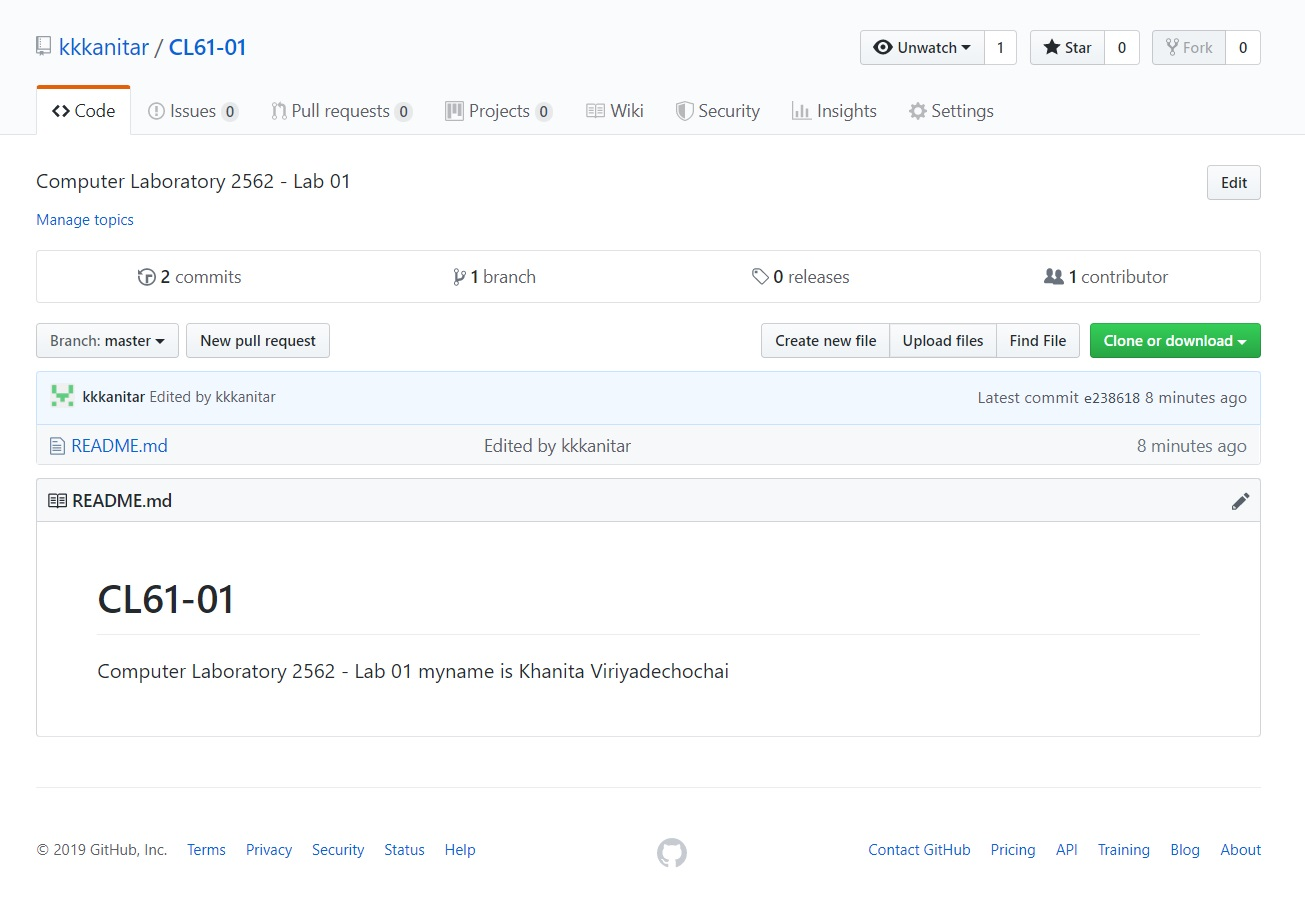 kkkanitar / CL61-01 Unwatch 1 Star 0 Fork 0
Code Issues 0 Pull requests 0 Projects 0 Wiki Security Insights Settings
Computer Laboratory 2562 - Lab 01 Edit
Manage topics
2 commits 1 branch 0 releases 1 contributor
Branch: master New pull request Create new file Upload files Find File Clone or download
kkkanitar Edited by kkkanitar Latest commit e238618 8 minutes ago
README.md Edited by kkkanitar 8 minutes ago
README.md
CL61-01
Computer Laboratory 2562 - Lab 01 myname is Khanita Viriyadechochai
© 2019 GitHub, Inc. Terms Privacy Security Status Help Contact GitHub Pricing API Training Blog About